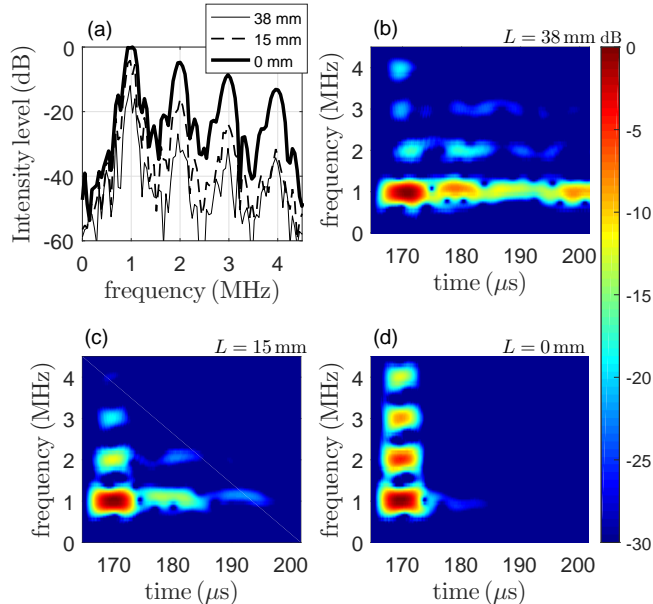 (a)
38 mm
15 mm
0 mm
0
-20
-40
-60
Intensity level (dB)
0 1 2 3 4
frequency (MHz)
(b)
L = 38 mm
4
3
2
1
0
frequency (MHz)
170 180 190 200
time (μs)
dB
0
-5
-10
-15
-20
-25
-30
(c)
L = 15 mm
4
3
2
1
0
frequency (MHz)
170 180 190 200
time (μs)
(d)
L = 0 mm
4
3
2
1
0
frequency (MHz)
170 180 190 200
time (μs)